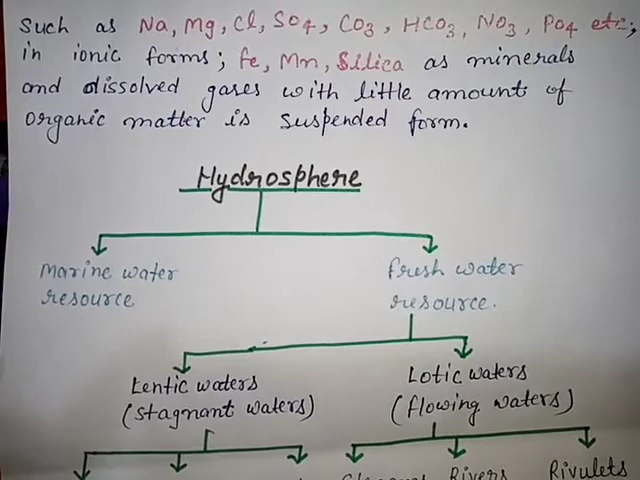 Such as Na, Mg, Cl, SO4, CO3, HCO3, NO3, PO4 etc;
in ionic forms; Fe, Mn, Silica as minerals
and dissolved gases with little amount of
organic matter is suspended form.
Hydrosphere
Marine water resource
fresh water resource.
Lentic waters (stagnant waters)
Lotic waters (flowing waters)
Rivers Rivulets